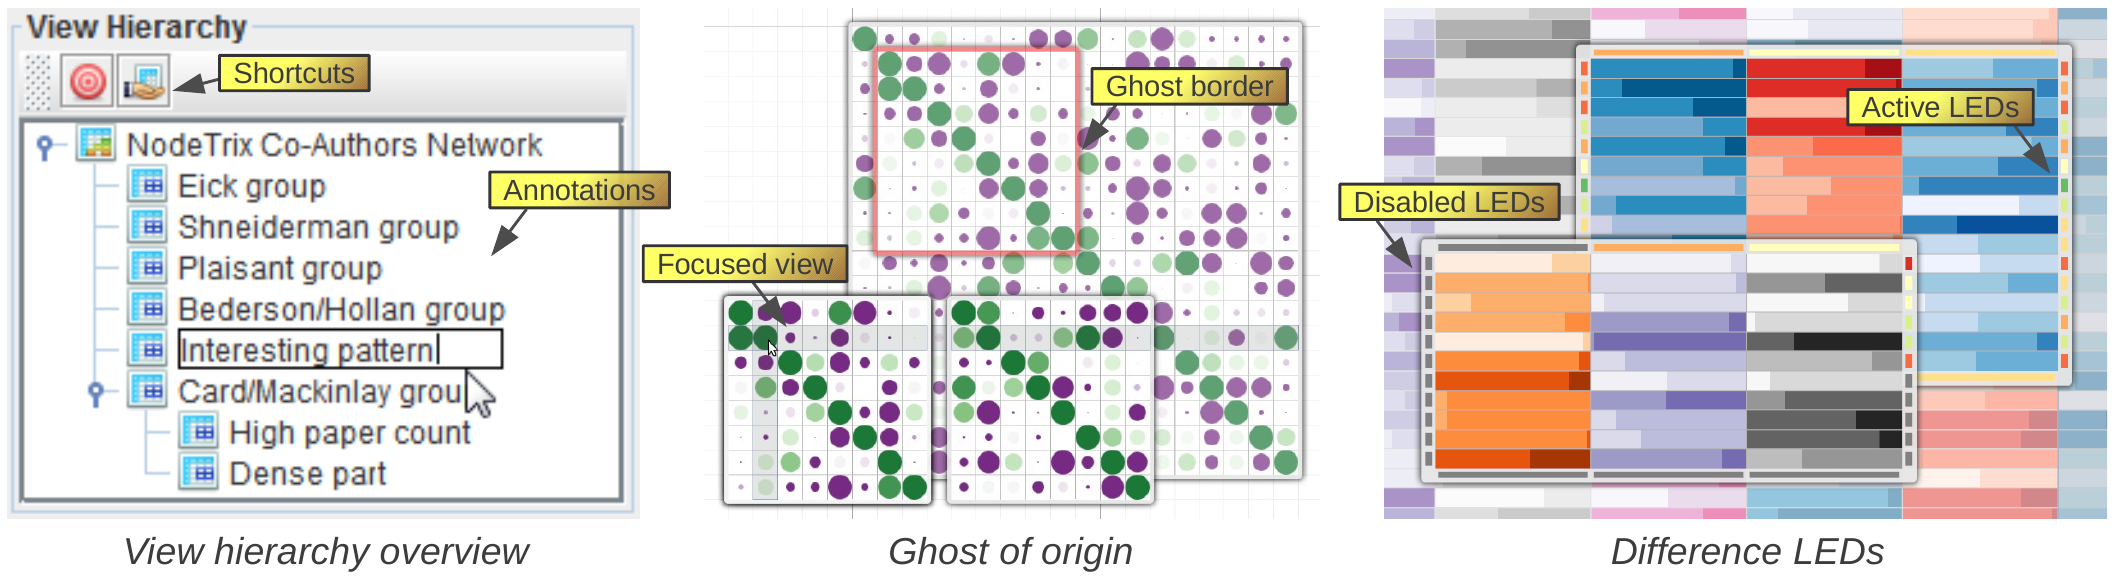 View Hierarchy
Shortcuts
NodeTrix Co-Authors Network
Eick group
Annotations
Shneiderman group
Plaisant group
Bederson/Hollan group
Interesting pattern
Card/Mackinlay grou
High paper count
Dense part
View hierarchy overview
Ghost border
Focused view
Ghost of origin
Active LEDs
Disabled LEDs
Difference LEDs